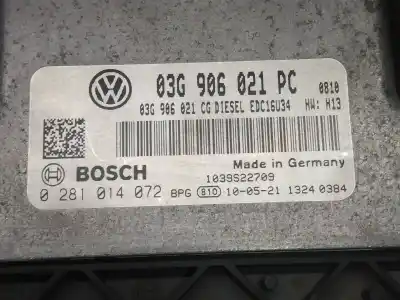 03G 906 021 PC 0810
03G 906 021 CG DIESEL EDC16U34 HW: H13
Made in Germany
BOSCH 1039S22709
0 281 014 072 BPG 810 10-05-21 1324 0384